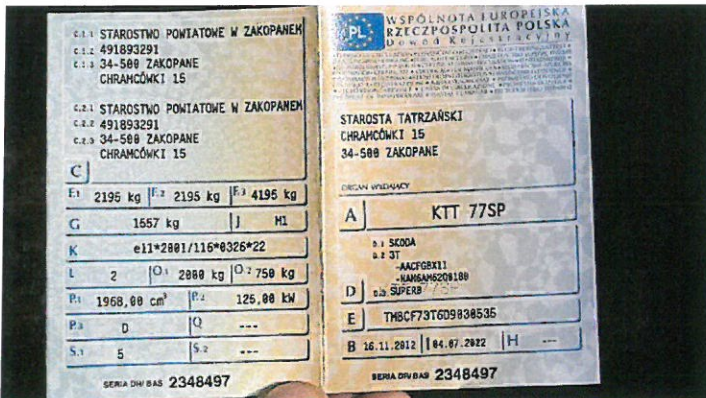 C.1.1 STAROSTWO POWIATOWE W ZAKOPANEM
C.1.2 491893291
C.1.3 34-500 ZAKOPANE
CHRAMCÓWKI 15
C.2.1 STAROSTWO POWIATOWE W ZAKOPANEM
C.2.2 491893291
C.2.3 34-500 ZAKOPANE
CHRAMCÓWKI 15
C
F.1 2195 kg F.2 2195 kg F.3 4195 kg
G 1557 kg J M1
K e11*2001/116*0326*22
L 2 O.1 2000 kg O.2 750 kg
P.1 1968,00 cm³ P.2 125,00 kW
P.3 D Q ---
S.1 5 S.2 ---
SERIA DR/BAS 2348497
PL
WSPÓLNOTA EUROPEJSKA
RZECZPOSPOLITA POLSKA
Dowód Rejestracyjny
STAROSTA TATRZAŃSKI
CHRAMCÓWKI 15
34-500 ZAKOPANE
ORGAN WYDAJĄCY
A KTT 77SP
D.1 SKODA
D.2 3T
-AACFGBX1I
D D.3 SUPERB
E TMBCF73T6D9030535
B 16.11.2012 I 04.07.2022 H ---
SERIA DR/BAS 2348497